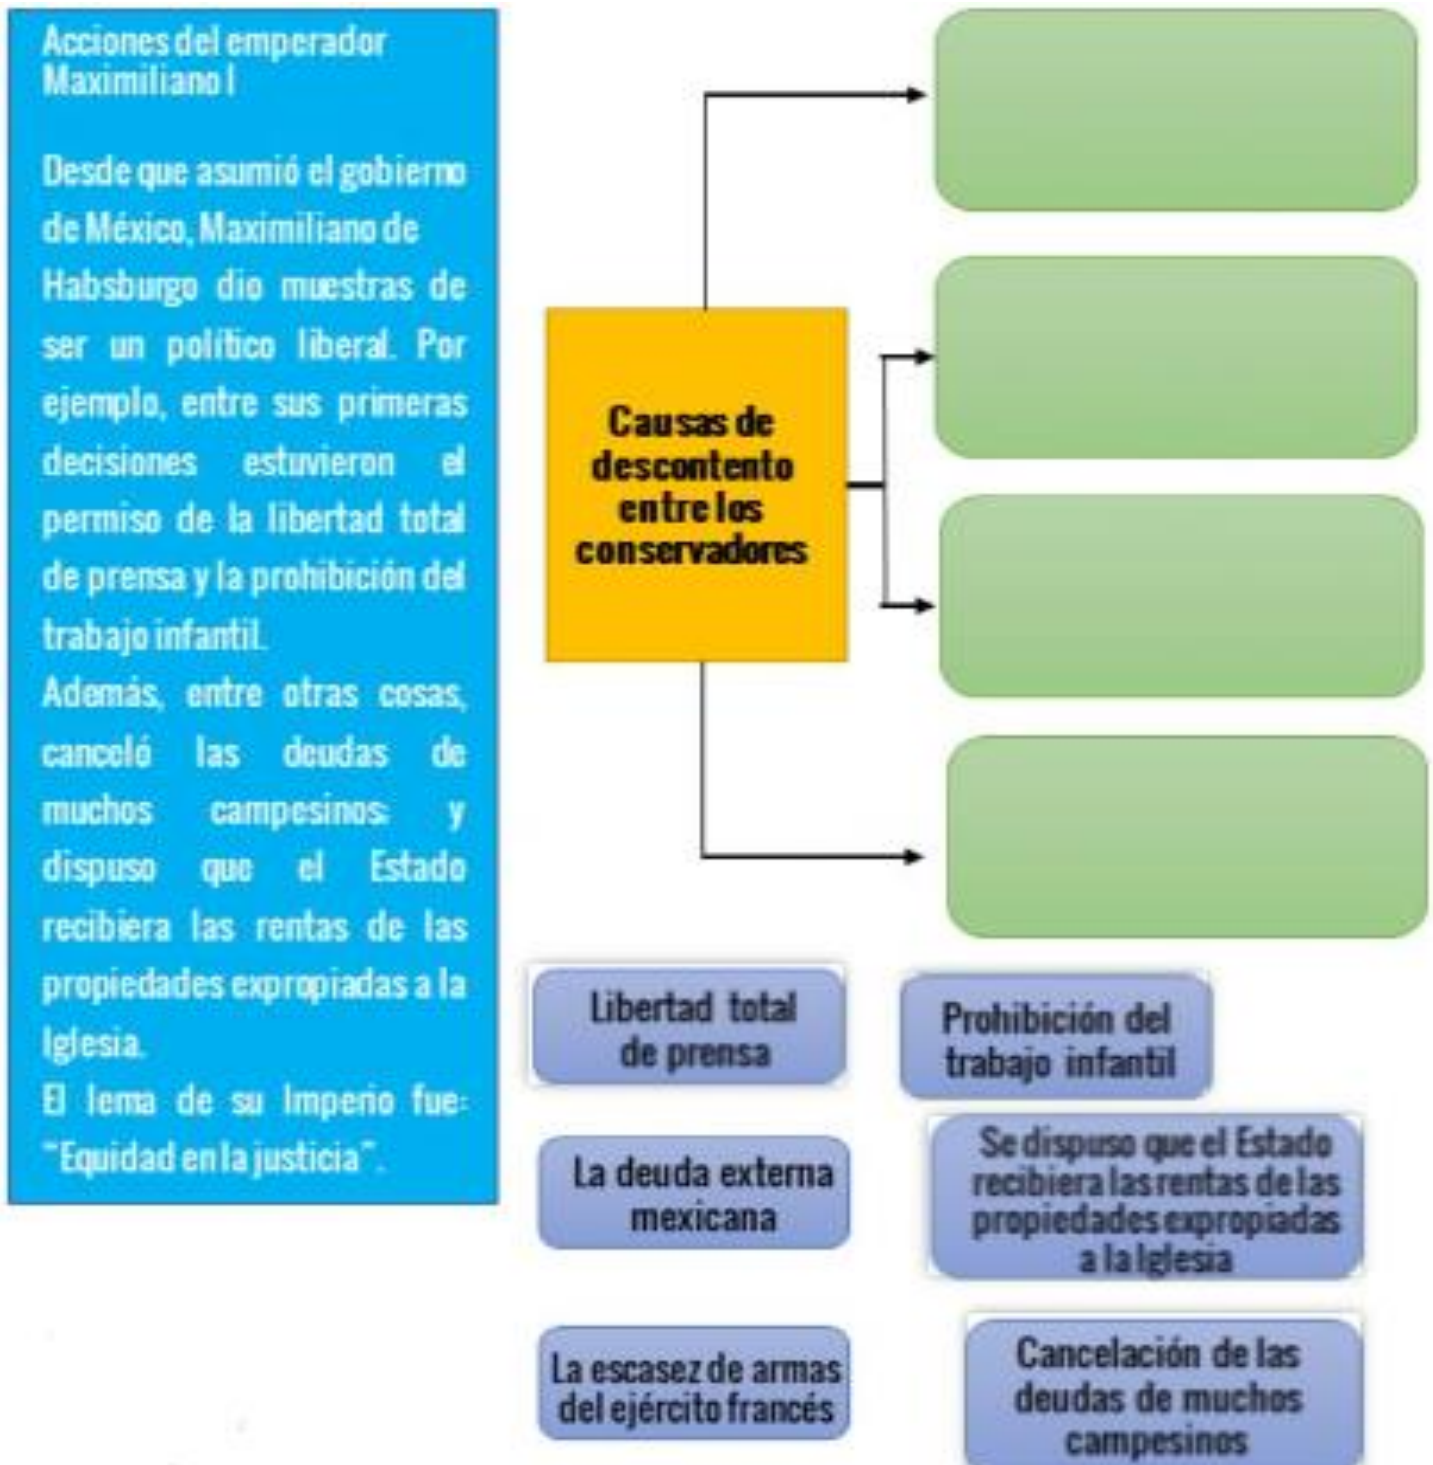 Acciones del emperador
Maximiliano I
Desde que asumió el gobierno
de México, Maximiliano de
Habsburgo dio muestras de
ser un político liberal. Por
ejemplo, entre sus primeras
decisiones estuvieron el
permiso de la libertad total
de prensa y la prohibición del
trabajo infantil.
Además, entre otras cosas,
canceló las deudas de
muchos campesinos: y
dispuso que el Estado
recibiera las rentas de las
propiedades expropiadas a la
Iglesia.
El lema de su Imperio fue:
"Equidad en la justicia".
Causas de
descontento
entre los
conservadores
Libertad total
de prensa
Prohibición del
trabajo infantil
La deuda externa
mexicana
Se dispuso que el Estado
recibiera las rentas de las
propiedades expropiadas
a la Iglesia
La escasez de armas
del ejército francés
Cancelación de las
deudas de muchos
campesinos